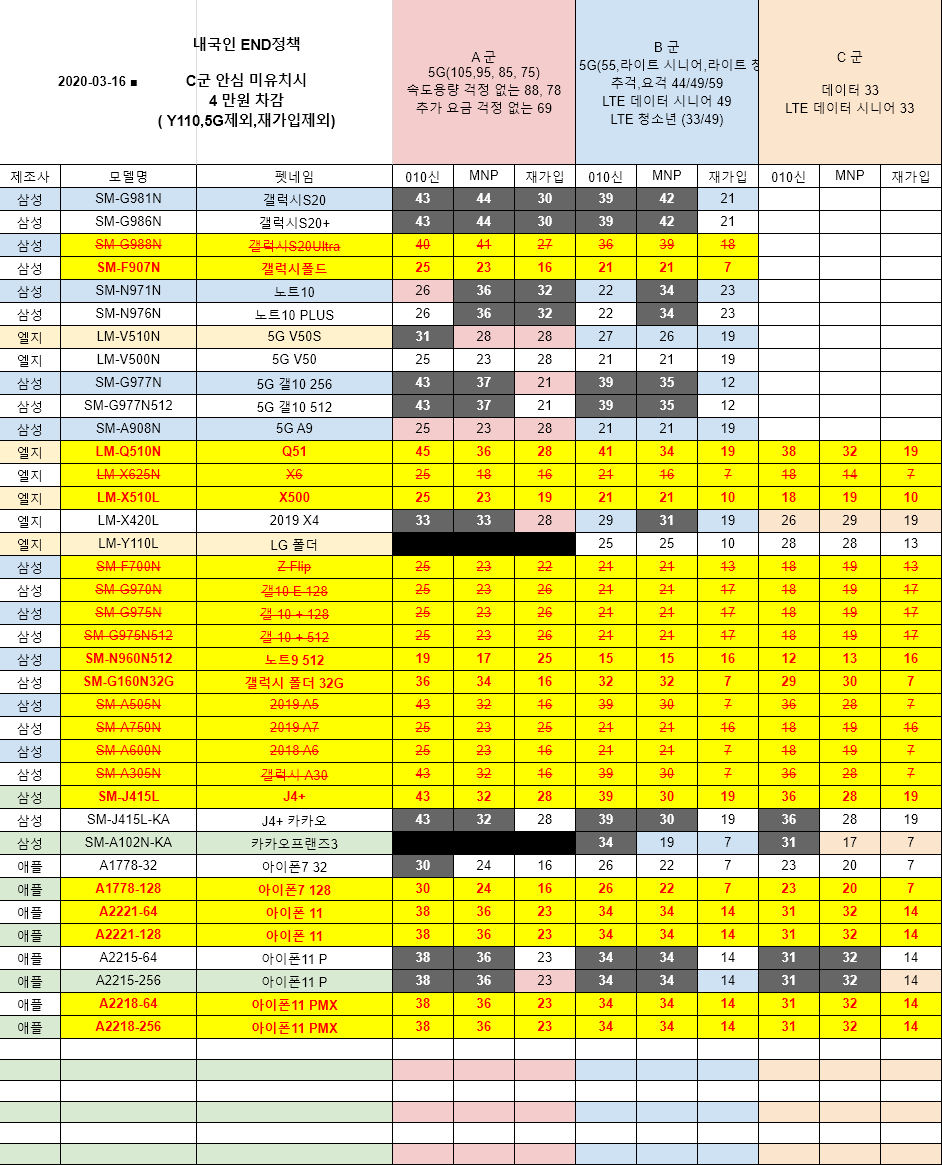 내국인 END정책
2020-03-16 ■ C군 안심 미유치시
4 만원 차감
( Y110,5G제외,재가입제외)
A 군
5G(105,95, 85, 75)
속도용량 걱정 없는 88, 78
추가 요금 걱정 없는 69
B 군
5G(55,라이트 시니어,라이트 청
추걱,요걱 44/49/59
LTE 데이터 시니어 49
LTE 청소년 (33/49)
C 군
데이터 33
LTE 데이터 시니어 33
제조사 모델명 펫네임 010신 MNP 재가입 010신 MNP 재가입 010신 MNP 재가입
삼성 SM-G981N 갤럭시S20 43 44 30 39 42 21
삼성 SM-G986N 갤럭시S20+ 43 44 30 39 42 21
삼성 SM-G988N 갤럭시S20Ultra 40 41 27 36 39 18
삼성 SM-F907N 갤럭시폴드 25 23 16 21 21 7
삼성 SM-N971N 노트10 26 36 32 22 34 23
삼성 SM-N976N 노트10 PLUS 26 36 32 22 34 23
엘지 LM-V510N 5G V50S 31 28 28 27 26 19
엘지 LM-V500N 5G V50 25 23 28 21 21 19
삼성 SM-G977N 5G 갤10 256 43 37 21 39 35 12
삼성 SM-G977N512 5G 갤10 512 43 37 21 39 35 12
삼성 SM-A908N 5G A9 25 23 28 21 21 19
엘지 LM-Q510N Q51 45 36 28 41 34 19 38 32 19
엘지 LM-X625N X6 25 18 16 21 16 7 18 14 7
엘지 LM-X510L X500 25 23 19 21 21 10 18 19 10
엘지 LM-X420L 2019 X4 33 33 28 29 31 19 26 29 19
엘지 LM-Y110L LG 폴더 25 25 10 28 28 13
삼성 SM-F700N Z Flip 25 23 22 21 21 13 18 19 13
삼성 SM-G970N 갤10 E 128 25 23 26 21 21 17 18 19 17
삼성 SM-G975N 갤 10 + 128 25 23 26 21 21 17 18 19 17
삼성 SM-G975N512 갤 10 + 512 25 23 26 21 21 17 18 19 17
삼성 SM-N960N512 노트9 512 19 17 25 15 15 16 12 13 16
삼성 SM-G160N32G 갤럭시 폴더 32G 36 34 16 32 32 7 29 30 7
삼성 SM-A505N 2019 A5 43 32 16 39 30 7 36 28 7
삼성 SM-A750N 2019 A7 25 23 25 21 21 16 18 19 16
삼성 SM-A600N 2018 A6 25 23 16 21 21 7 18 19 7
삼성 SM-A305N 갤럭시 A30 43 32 16 39 30 7 36 28 7
삼성 SM-J415L J4+ 43 32 28 39 30 19 36 28 19
삼성 SM-J415L-KA J4+ 카카오 43 32 28 39 30 19 36 28 19
삼성 SM-A102N-KA 카카오프랜즈3 34 19 7 31 17 7
애플 A1778-32 아이폰7 32 30 24 16 26 22 7 23 20 7
애플 A1778-128 아이폰7 128 30 24 16 26 22 7 23 20 7
애플 A2221-64 아이폰 11 38 36 23 34 34 14 31 32 14
애플 A2221-128 아이폰 11 38 36 23 34 34 14 31 32 14
애플 A2215-64 아이폰11 P 38 36 23 34 34 14 31 32 14
애플 A2215-256 아이폰11 P 38 36 23 34 34 14 31 32 14
애플 A2218-64 아이폰11 PMX 38 36 23 34 34 14 31 32 14
애플 A2218-256 아이폰11 PMX 38 36 23 34 34 14 31 32 14